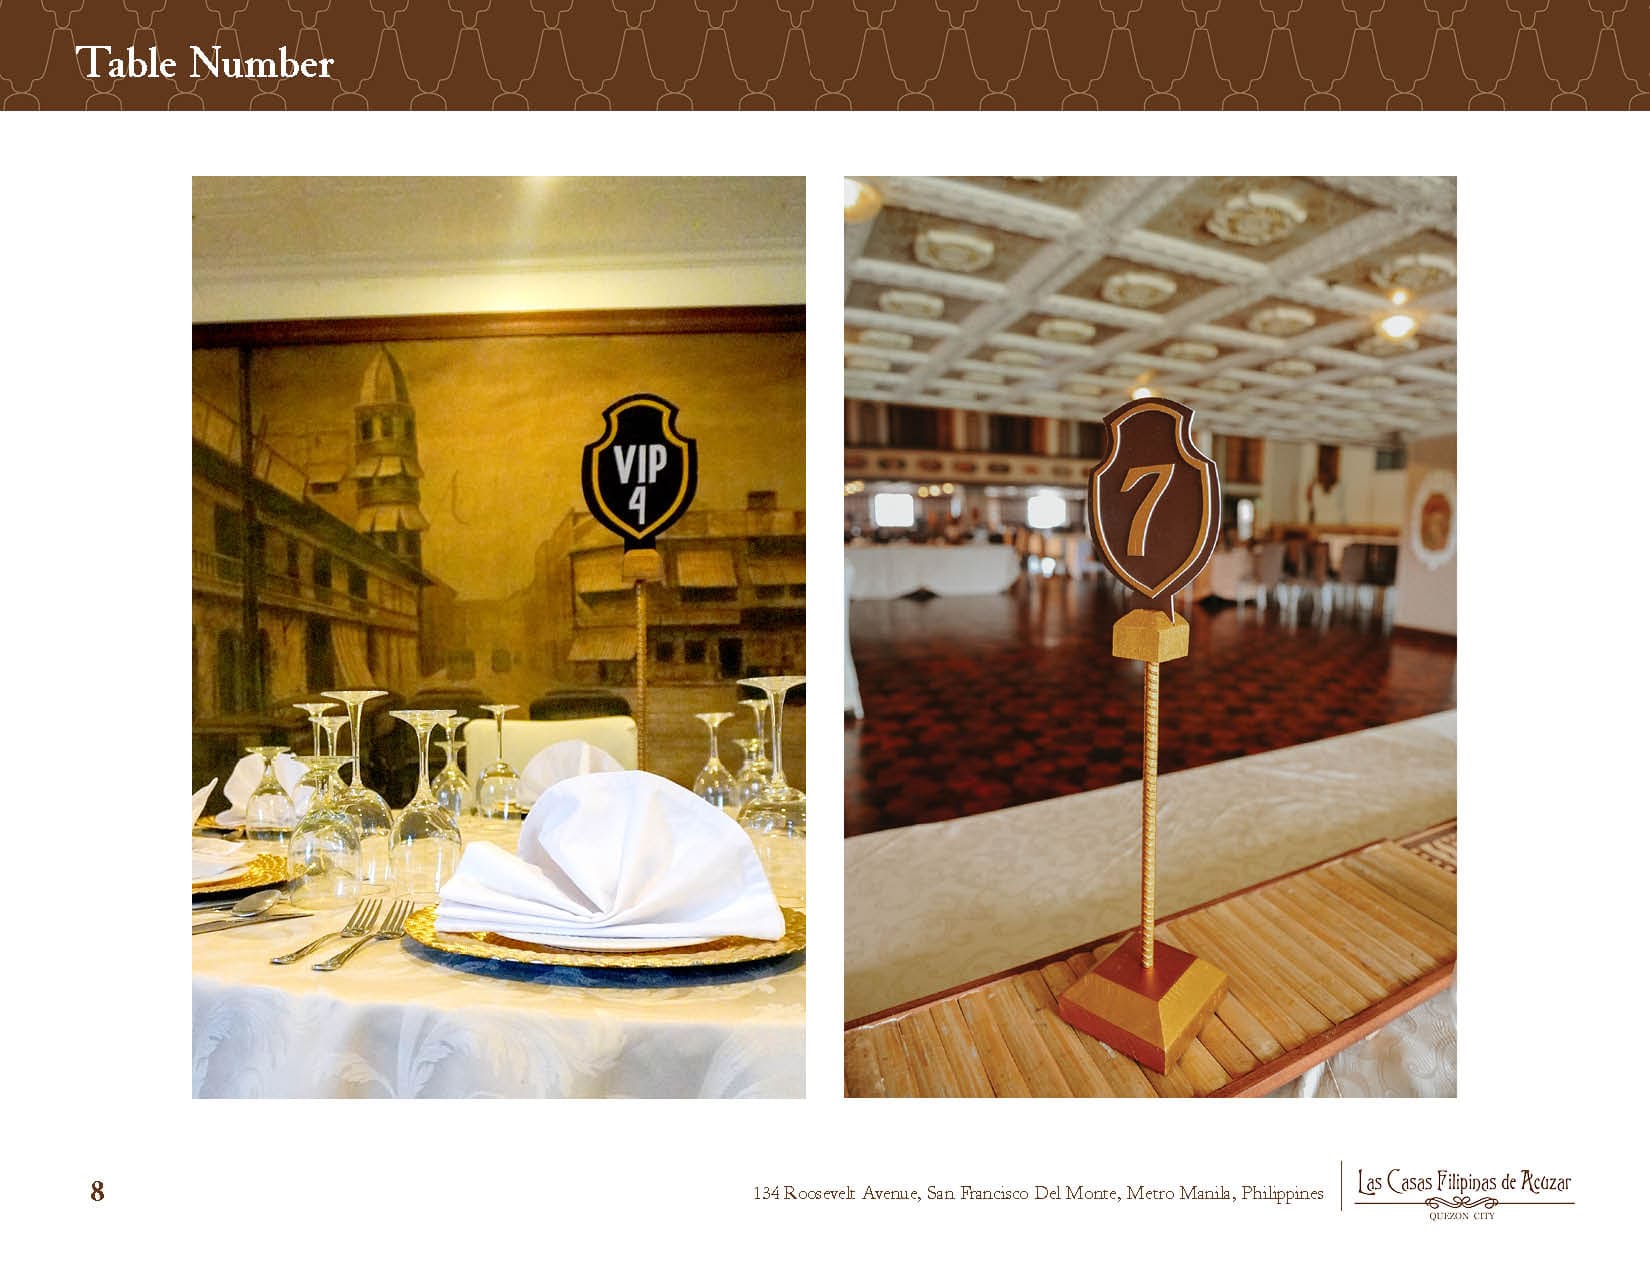 Table Number
VIP
4
7
8
134 Roosevelt Avenue, San Francisco Del Monte, Metro Manila, Philippines
Las Casas Filipinas de Acuzar
QUEZON CITY